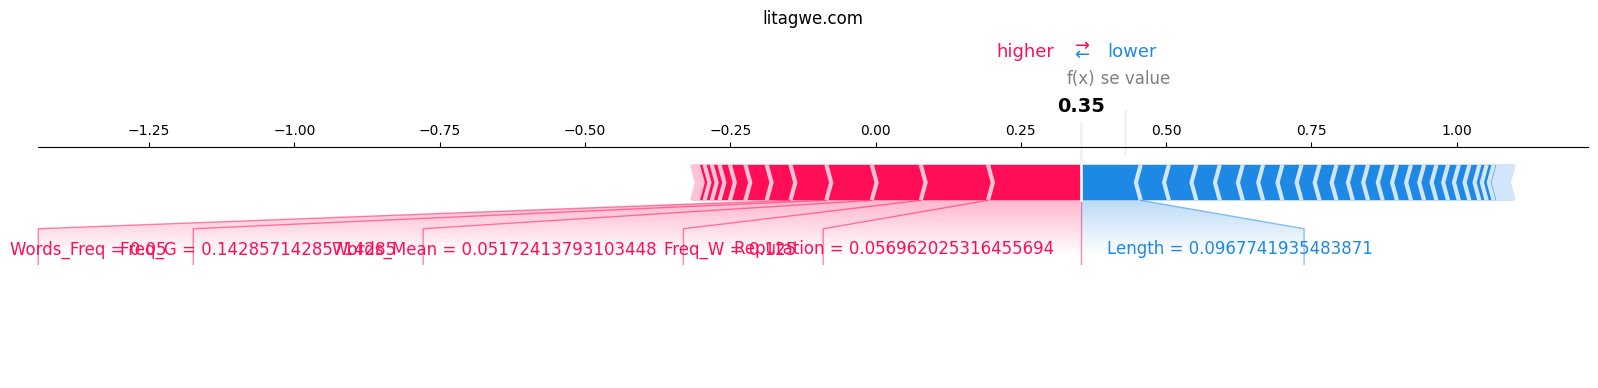 litagwe.com
higher ⇄ lower
f(x) se value
0.35
−1.25 −1.00 −0.75 −0.50 −0.25 0.00 0.25 0.50 0.75 1.00
Words_Freq = 0.05 Freq_G = 0.14285714285714285 Words_Mean = 0.05172413793103448 Freq_W = 0.125 Reputation = 0.056962025316455694 Length = 0.0967741935483871